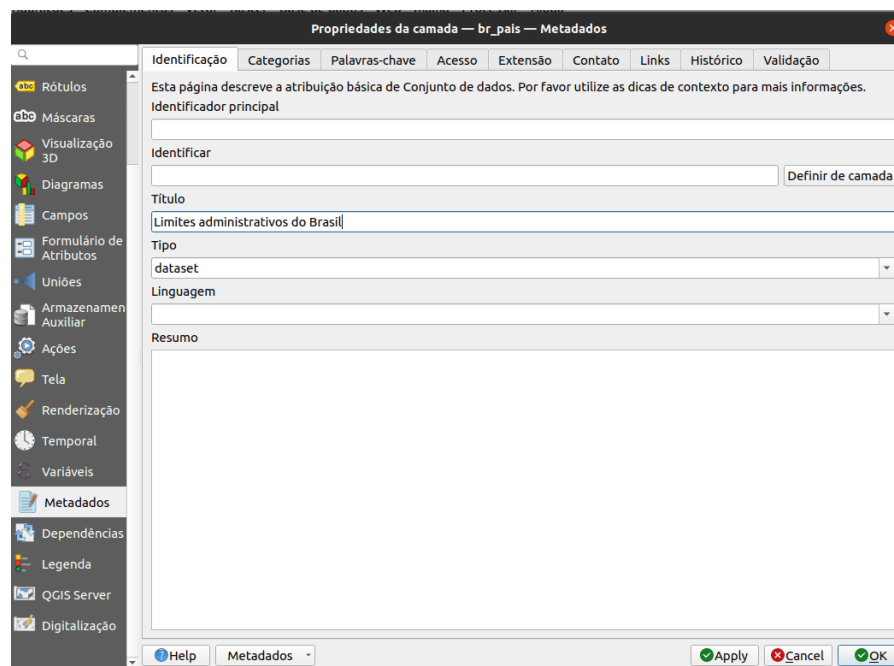 Propriedades da camada — br_pais — Metadados
Rótulos
Máscaras
Visualização
3D
Diagramas
Campos
Formulário de
Atributos
Uniões
Armazenamen
Auxiliar
Ações
Tela
Renderização
Temporal
Variáveis
Metadados
Dependências
Legenda
QGIS Server
Digitalização
Identificação Categorias Palavras-chave Acesso Extensão Contato Links Histórico Validação
Esta página descreve a atribuição básica de Conjunto de dados. Por favor utilize as dicas de contexto para mais informações.
Identificador principal
Identificar
Definir de camada
Título
Limites administrativos do Brasil
Tipo
dataset
Linguagem
Resumo
Help Metadados Apply Cancel OK